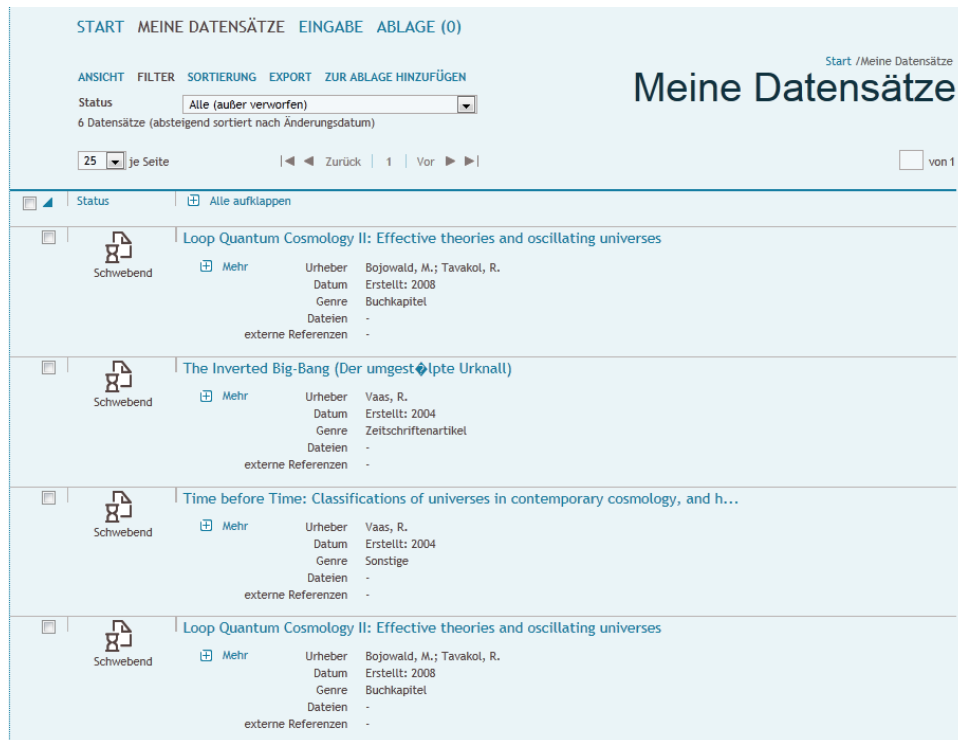 START MEINE DATENSÄTZE EINGABE ABLAGE (0)
Start /Meine Datensätze
Meine Datensätze
ANSICHT FILTER SORTIERUNG EXPORT ZUR ABLAGE HINZUFÜGEN
Status Alle (außer verworfen)
6 Datensätze (absteigend sortiert nach Änderungsdatum)
25 je Seite Zurück 1 Vor von 1
Status Alle aufklappen
Loop Quantum Cosmology II: Effective theories and oscillating universes
Schwebend
Mehr Urheber Bojowald, M.; Tavakol, R.
Datum Erstellt: 2008
Genre Buchkapitel
Dateien -
externe Referenzen -
The Inverted Big-Bang (Der umgest�lpte Urknall)
Schwebend
Mehr Urheber Vaas, R.
Datum Erstellt: 2004
Genre Zeitschriftenartikel
Dateien -
externe Referenzen -
Time before Time: Classifications of universes in contemporary cosmology, and h...
Schwebend
Mehr Urheber Vaas, R.
Datum Erstellt: 2004
Genre Sonstige
Dateien -
externe Referenzen -
Loop Quantum Cosmology II: Effective theories and oscillating universes
Schwebend
Mehr Urheber Bojowald, M.; Tavakol, R.
Datum Erstellt: 2008
Genre Buchkapitel
Dateien -
externe Referenzen -